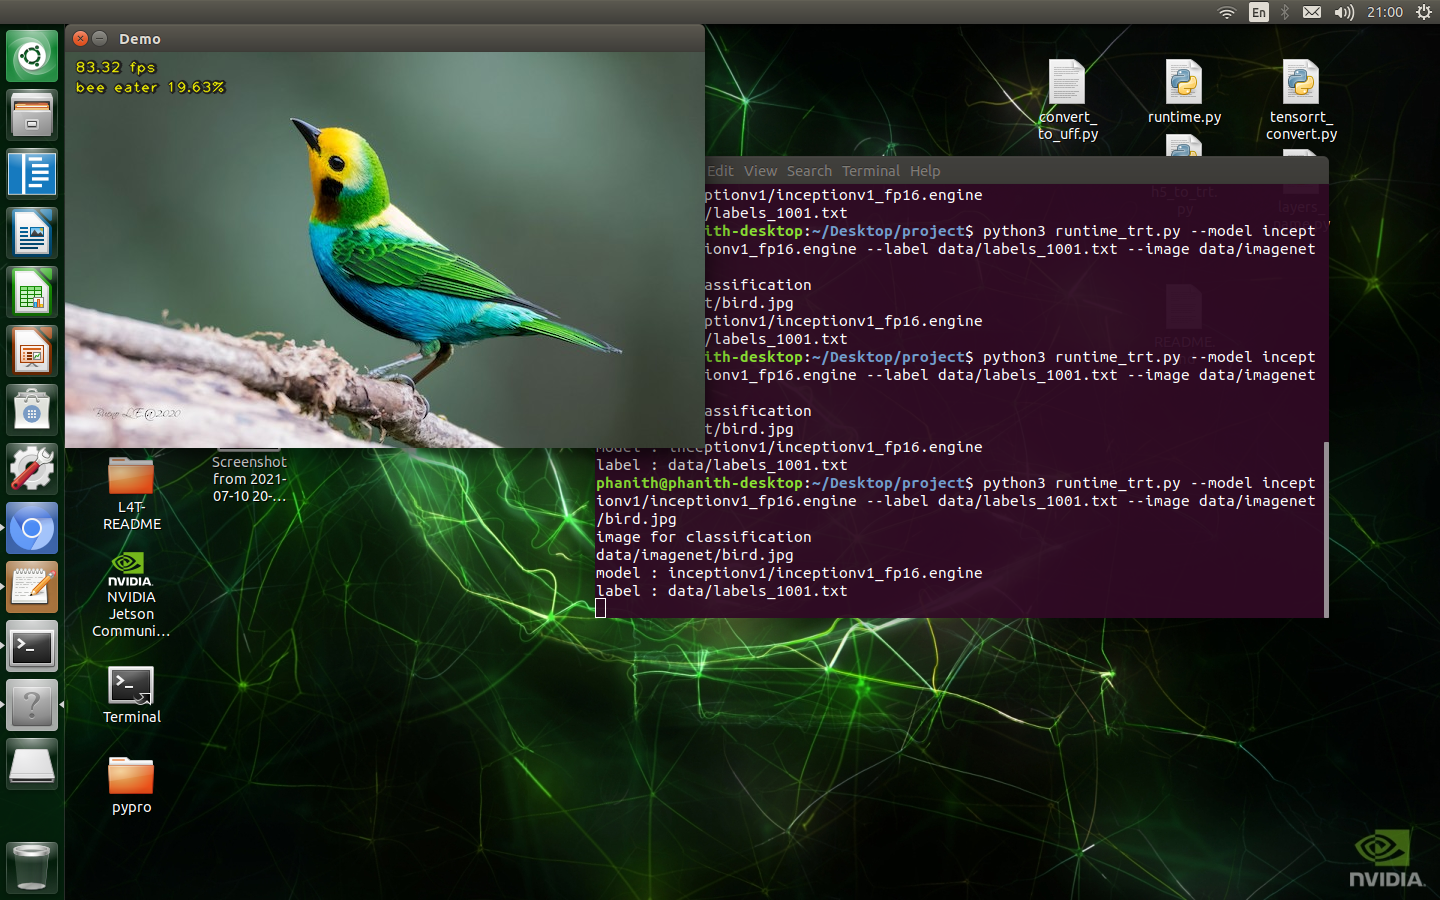 En
21:00
Demo
83.32 fps
bee eater 19.63%
Bueno L.E.@2020
convert_
to_uff.py
runtime.py
tensorrt_
convert.py
h5_to_trt.
py
layers_
README.
Edit View Search Terminal Help
ptionv1/inceptionv1_fp16.engine
/labels_1001.txt
ith-desktop:~/Desktop/project$ python3 runtime_trt.py --model incept
ionv1_fp16.engine --label data/labels_1001.txt --image data/imagenet
assification
t/bird.jpg
ptionv1/inceptionv1_fp16.engine
/labels_1001.txt
ith-desktop:~/Desktop/project$ python3 runtime_trt.py --model incept
ionv1_fp16.engine --label data/labels_1001.txt --image data/imagenet
assification
t/bird.jpg
model : inceptionv1/inceptionv1_fp16.engine
label : data/labels_1001.txt
phanith@phanith-desktop:~/Desktop/project$ python3 runtime_trt.py --model incept
ionv1/inceptionv1_fp16.engine --label data/labels_1001.txt --image data/imagenet
/bird.jpg
image for classification
data/imagenet/bird.jpg
model : inceptionv1/inceptionv1_fp16.engine
label : data/labels_1001.txt
Screenshot
from 2021-
07-10 20-...
L4T-
README
NVIDIA.
NVIDIA
Jetson
Communi...
Terminal
pypro
NVIDIA.